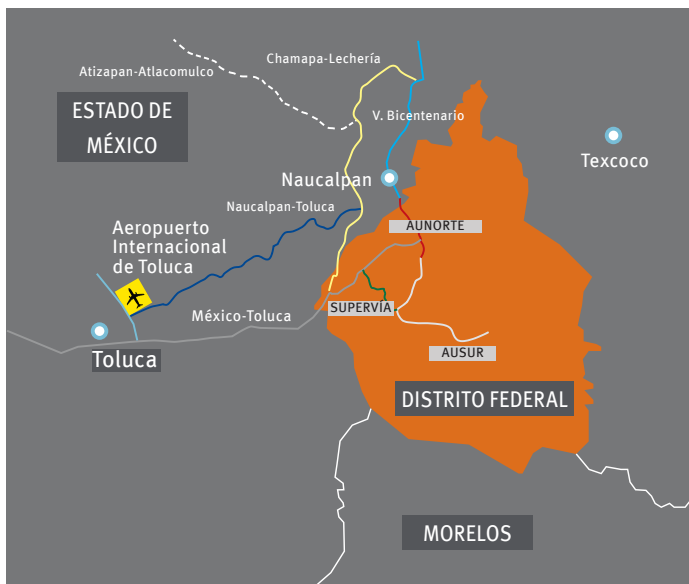 Chamapa-Lechería
Atizapan-Atlacomulco
ESTADO DE
MÉXICO
V. Bicentenario
Texcoco
Naucalpan
Naucalpan-Toluca
AUNORTE
Aeropuerto
Internacional
de Toluca
SUPERVÍA
México-Toluca
AUSUR
Toluca
DISTRITO FEDERAL
MORELOS